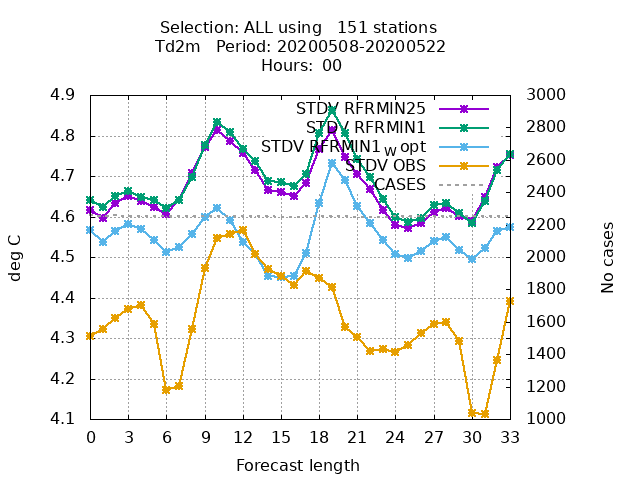 Selection: ALL using   151 stations
Td2m   Period: 20200508-20200522
Hours: 00
4.9
4.8
4.7
4.6
4.5
4.4
4.3
4.2
4.1
deg C
STDV RFRMIN25
STDV RFRMIN1
STDV RFRMIN1_w opt
STDV OBS
CASES
3000
2800
2600
2400
2200
2000
1800
1600
1400
1200
1000
No cases
0 3 6 9 12 15 18 21 24 27 30 33
Forecast length